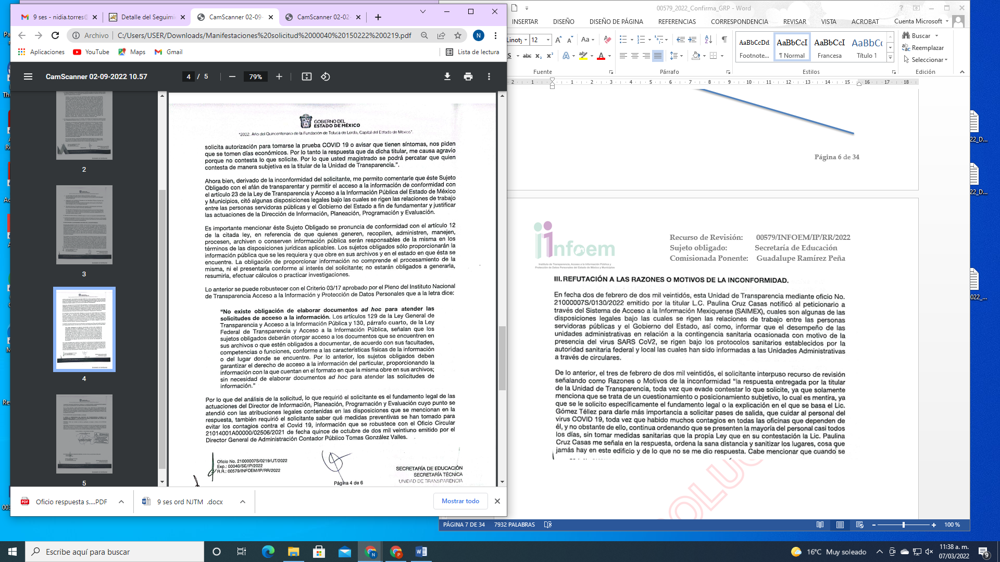 9 ses - nidia.torres@
Detalle del Seguimi
CamScanner 02-09-
CamScanner 02-02-
Archivo
C:/Users/USER/Downloads/Manifestaciones%20solicitud%2000040%20150222%200219.pdf
N
Aplicaciones
YouTube
Maps
Gmail
Lista de lectura
CamScanner 02-09-2022 10.57
4 / 5
79%
2
3
4
5
GOBIERNO DEL
ESTADO DE MÉXICO
"2022. Año del Quincentenario de la Fundación de Toluca de Lerdo, Capital del Estado de México".
solicita autorización para tomarse la prueba COVID 19 o avisar que tienen síntomas, nos piden
que se tomen días económicos. Por lo tanto la respuesta que da dicha titular, me causa agravio
porque no contesta lo que solicite. Por lo que usted magistrado se podrá percatar que quien
contesta de manera subjetiva es la titular de la Unidad de Transparencia.".
Ahora bien, derivado de la inconformidad del solicitante, me permito comentarle que éste Sujeto
Obligado con el afán de transparentar y permitir el acceso a la información de conformidad con
el artículo 23 de la Ley de Transparencia y Acceso a la Información Pública del Estado de México
y Municipios, citó algunas disposiciones legales bajo las cuales se rigen las relaciones de trabajo
entre las personas servidoras públicas y el Gobierno del Estado a fin de fundamentar y justificar
las actuaciones de la Dirección de Información, Planeación, Programación y Evaluación.
Es importante mencionar éste Sujeto Obligado se pronuncia de conformidad con el artículo 12
de la citada ley, en referencia de que quienes generen, recopilen, administren, manejen,
procesen, archiven o conserven información pública serán responsables de la misma en los
términos de las disposiciones jurídicas aplicables. Los sujetos obligados sólo proporcionarán la
información pública que se les requiera y que obre en sus archivos y en el estado en que ésta se
encuentre. La obligación de proporcionar información no comprende el procesamiento de la
misma, ni el presentarla conforme al interés del solicitante; no estarán obligados a generarla,
resumirla, efectuar cálculos o practicar investigaciones.
Lo anterior se puede robustecer con el Criterio 03/17 aprobado por el Pleno del Instituto Nacional
de Transparencia Acceso a la Información y Protección de Datos Personales que a la letra dice:
"No existe obligación de elaborar documentos ad hoc para atender las
solicitudes de acceso a la información. Los artículos 129 de la Ley General de
Transparencia y Acceso a la Información Pública y 130, párrafo cuarto, de la Ley
Federal de Transparencia y Acceso a la Información Pública, señalan que los
sujetos obligados deberán otorgar acceso a los documentos que se encuentren en
sus archivos o que estén obligados a documentar, de acuerdo con sus facultades,
competencias o funciones, conforme a las características físicas de la información
o del lugar donde se encuentre. Por lo anterior, los sujetos obligados deben
garantizar el derecho de acceso a la información del particular, proporcionando la
información con la que cuentan en el formato en que la misma obre en sus archivos;
sin necesidad de elaborar documentos ad hoc para atender las solicitudes de
información."
Por lo que del análisis de la solicitud, lo que requirió el solicitante es el fundamento legal de las
actuaciones del Director de Información, Planeación, Programación y Evaluación cuyo punto se
atendió con las atribuciones legales contenidas en las disposiciones que se mencionan en la
respuesta, también requirió el solicitante saber qué medidas preventivas se han tomado para
evitar los contagios contra el Covid 19, información que se robustece con el Oficio Circular
21014001A00000/02506/2021 de fecha quince de octubre de dos mil veintiuno emitido por el
Director General de Administración Contador Público Tomas González Valles.
Oficio No. 21000007S/0219/UT/2022
Exp.: 00040/SE/IP/2022
R.R.: 00579/INFOEM/IP/RR/2022
Página 4 de 6
SECRETARÍA DE EDUCACIÓN
SECRETARÍA TÉCNICA
UNIDAD DE TRANSPARENCIA
Oficio respuesta s....PDF
9 ses ord NJTM .docx
Mostrar todo
00579_2022_Confirma_GRP - Word
INSERTAR DISEÑO DISEÑO DE PÁGINA REFERENCIAS CORRESPONDENCIA REVISAR VISTA ACROBAT Cuenta Microsoft
Linoty 12
Fuente
Párrafo
AaBbCcDd AaBbCcI AaBbCcI AaBbCc
Footnote... ¶ Normal Francesa Título 1
Estilos
Buscar
Reemplazar
Seleccionar
Edición
2 1 1 2 3 4 5 6 7 8 9 10 11 12 13 14 15 16 17 18
Página 6 de 34
infoem
Instituto de Transparencia, Acceso a la Información Pública y
Protección de Datos Personales del Estado de México y Municipios
Recurso de Revisión: 00579/INFOEM/IP/RR/2022
Sujeto obligado: Secretaría de Educación
Comisionada Ponente: Guadalupe Ramírez Peña
III. REFUTACIÓN A LAS RAZONES O MOTIVOS DE LA INCONFORMIDAD.
En fecha dos de febrero de dos mil veintidós, esta Unidad de Transparencia mediante oficio No.
21000007S/0130/2022 emitido por la titular L.C. Paulina Cruz Casas notificó al peticionario a
través del Sistema de Acceso a la Información Mexiquense (SAIMEX), cuales son algunas de las
disposiciones legales bajo las cuales se rigen las relaciones de trabajo entre las personas
servidoras públicas y el Gobierno del Estado, así como, informar que el desempeño de las
unidades administrativas en relación a la contingencia sanitaria ocasionada con motivo de la
presencia del virus SARS CoV2, se rigen bajo los protocolos sanitarios establecidos por la
autoridad sanitaria federal y local las cuales han sido informadas a las Unidades Administrativas
a través de circulares.
De lo anterior, el tres de febrero de dos mil veintidós, el solicitante interpuso recurso de revisión
señalando como Razones o Motivos de la inconformidad "la respuesta entregada por la titular
de la Unidad de Transparencia, toda vez que evade contestar lo que solicite, ya que solamente
menciona que se trata de un cuestionamiento o posicionamiento subjetivo, lo cual es mentira, ya
que se le solicito específicamente el fundamento legal o la explicación en el que se basa el Lic.
Gómez Téllez para darle más importancia a solicitar pases de salida, que cuidar al personal del
virus COVID 19, toda vez que habido muchos contagios en todas las oficinas que dependen de
él, y no obstante de ello, continua ordenando que se presenten la mayoría del personal casi todos
los días, sin tomar medidas sanitarias que la propia Ley que en su contestación la Lic. Paulina
Cruz Casas me señala en la respuesta, ordena la sana distancia y sanitizar los lugares, cosa que
jamás hay en este edificio y de lo que no se me dio respuesta. Cabe mencionar que cuando se
PÁGINA 7 DE 34 7932 PALABRAS
100 %
Escribe aquí para buscar
16°C Muy soleado
11:38 a. m.
07/03/2022
9